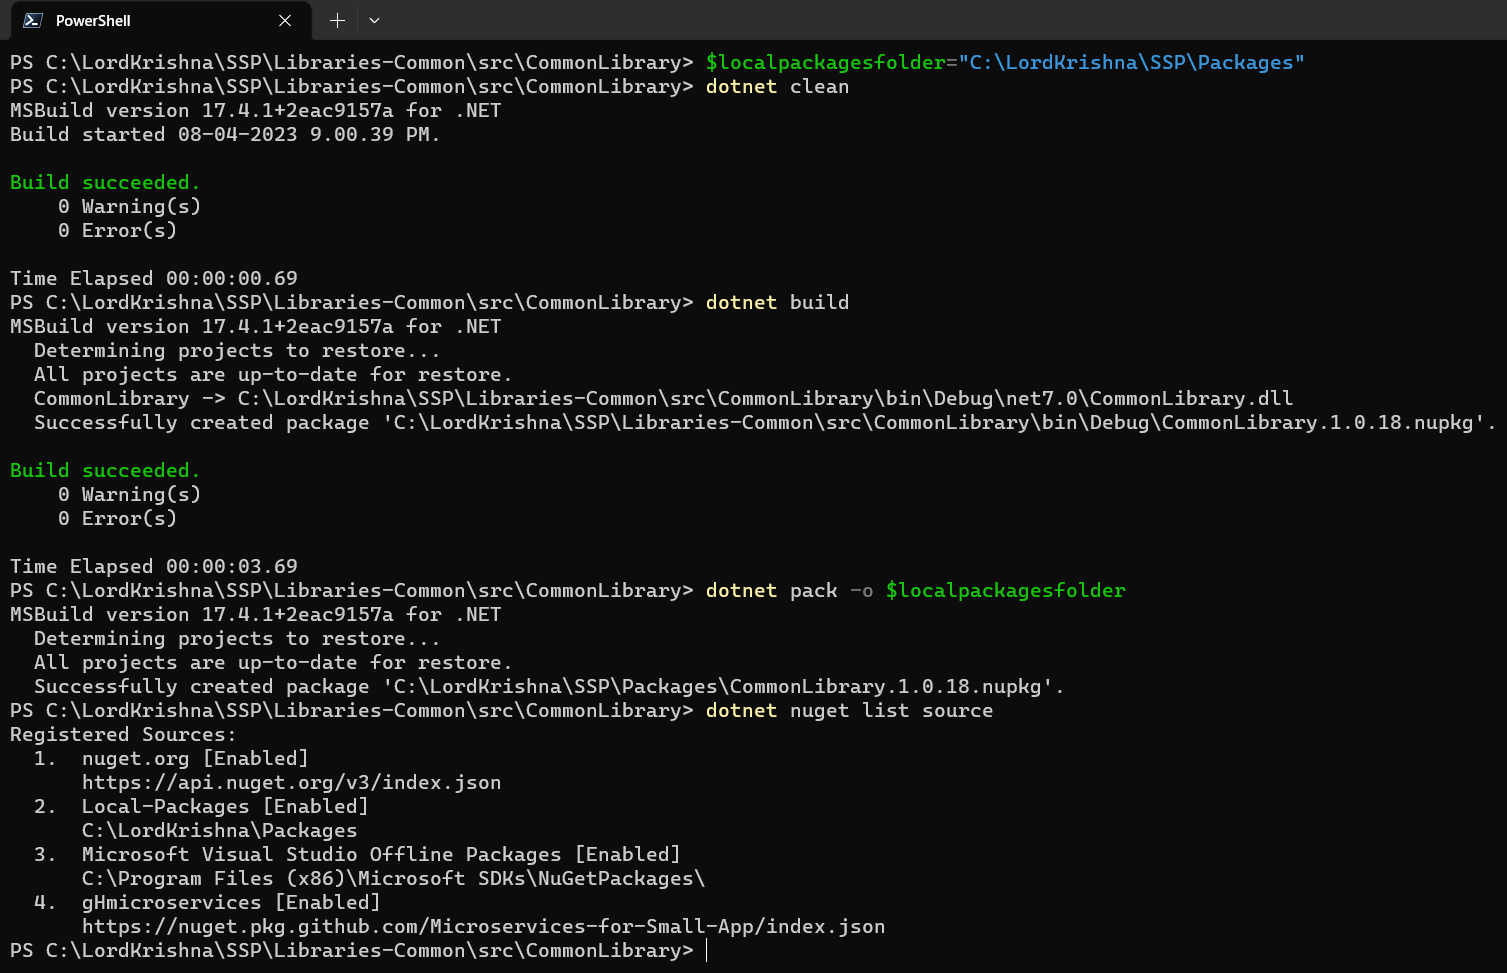 PowerShell
PS C:\LordKrishna\SSP\Libraries-Common\src\CommonLibrary> $localpackagesfolder="C:\LordKrishna\SSP\Packages"
PS C:\LordKrishna\SSP\Libraries-Common\src\CommonLibrary> dotnet clean
MSBuild version 17.4.1+2eac9157a for .NET
Build started 08-04-2023 9.00.39 PM.
Build succeeded.
    0 Warning(s)
    0 Error(s)
Time Elapsed 00:00:00.69
PS C:\LordKrishna\SSP\Libraries-Common\src\CommonLibrary> dotnet build
MSBuild version 17.4.1+2eac9157a for .NET
  Determining projects to restore...
  All projects are up-to-date for restore.
  CommonLibrary -> C:\LordKrishna\SSP\Libraries-Common\src\CommonLibrary\bin\Debug\net7.0\CommonLibrary.dll
  Successfully created package 'C:\LordKrishna\SSP\Libraries-Common\src\CommonLibrary\bin\Debug\CommonLibrary.1.0.18.nupkg'.
Build succeeded.
    0 Warning(s)
    0 Error(s)
Time Elapsed 00:00:03.69
PS C:\LordKrishna\SSP\Libraries-Common\src\CommonLibrary> dotnet pack -o $localpackagesfolder
MSBuild version 17.4.1+2eac9157a for .NET
  Determining projects to restore...
  All projects are up-to-date for restore.
  Successfully created package 'C:\LordKrishna\SSP\Packages\CommonLibrary.1.0.18.nupkg'.
PS C:\LordKrishna\SSP\Libraries-Common\src\CommonLibrary> dotnet nuget list source
Registered Sources:
  1.  nuget.org [Enabled]
      https://api.nuget.org/v3/index.json
  2.  Local-Packages [Enabled]
      C:\LordKrishna\Packages
  3.  Microsoft Visual Studio Offline Packages [Enabled]
      C:\Program Files (x86)\Microsoft SDKs\NuGetPackages\
  4.  gHmicroservices [Enabled]
      https://nuget.pkg.github.com/Microservices-for-Small-App/index.json
PS C:\LordKrishna\SSP\Libraries-Common\src\CommonLibrary>